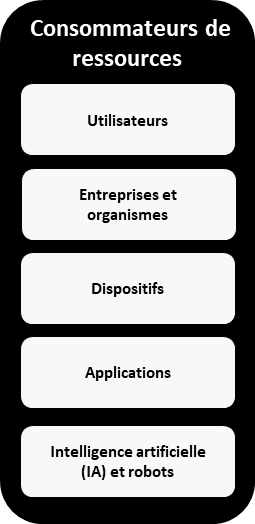 Consommateurs de
ressources
Utilisateurs
Entreprises et
organismes
Dispositifs
Applications
Intelligence artificielle
(IA) et robots